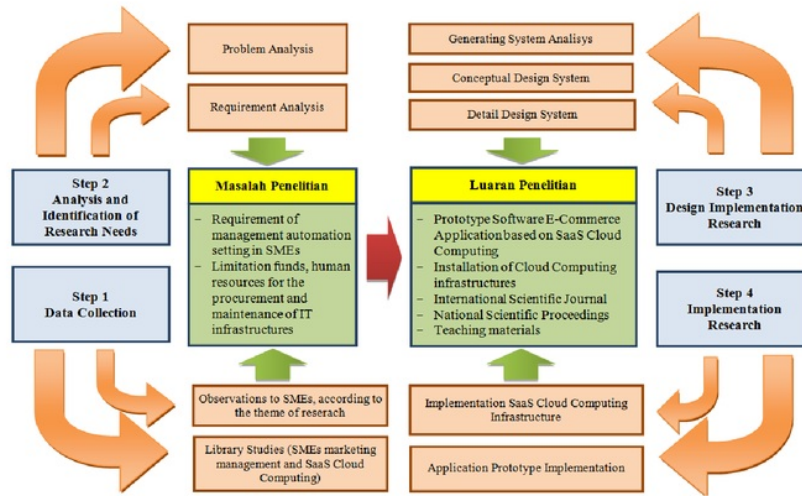 Problem Analysis
Requirement Analysis
Generating System Analisys
Conceptual Design System
Detail Design System
Step 2
Analysis and
Identification of
Research Needs
Step 1
Data Collection
Masalah Penelitian
– Requirement of
management automation
setting in SMEs
– Limitation funds, human
resources for the
procurement and
maintenance of IT
infrastructures
Luaran Penelitian
– Prototype Software E-Commerce
Application based on SaaS Cloud
Computing
– Installation of Cloud Computing
infrastructures
– International Scientific Journal
– National Scientific Proceedings
– Teaching materials
Step 3
Design Implementation
Research
Step 4
Implementation
Research
Observations to SMEs, according to
the theme of reserach
Library Studies (SMEs marketing
management and SaaS Cloud
Computing)
Implementation SaaS Cloud Computing
Infrastructure
Application Prototype Implementation